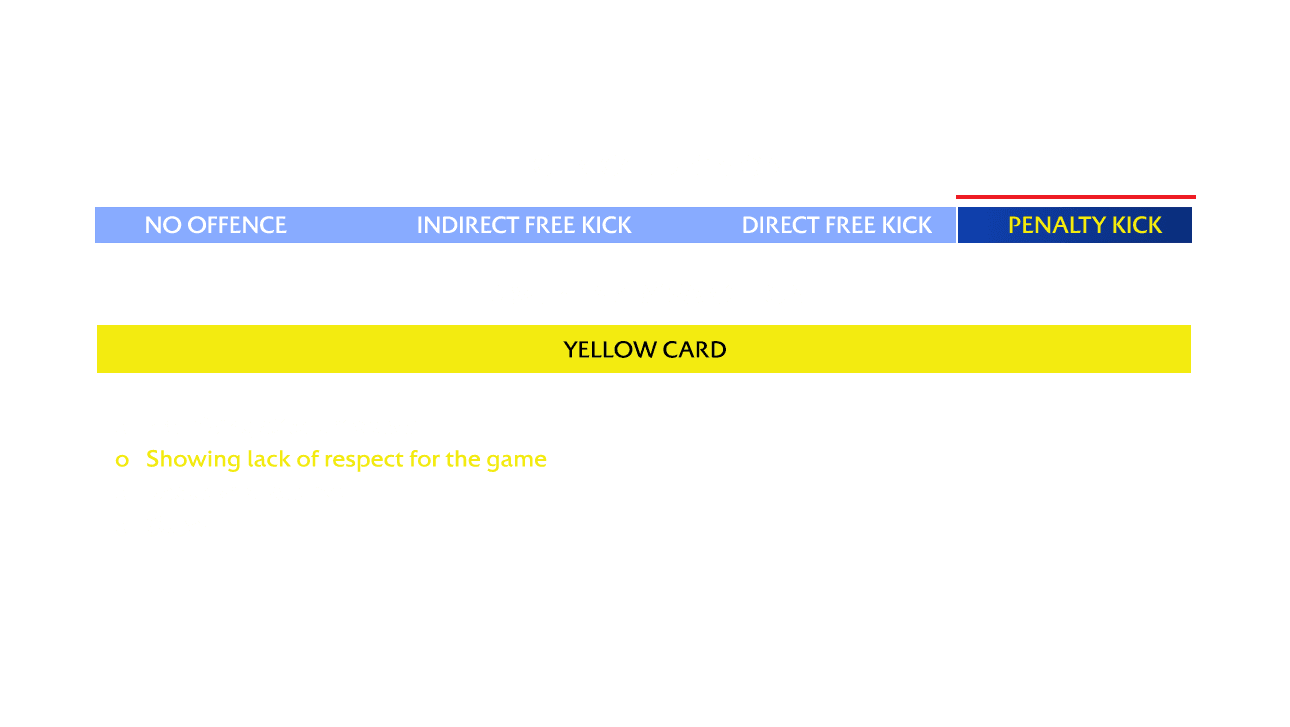 NO OFFENCE INDIRECT FREE KICK DIRECT FREE KICK PENALTY KICK
YELLOW CARD
o Showing lack of respect for the game